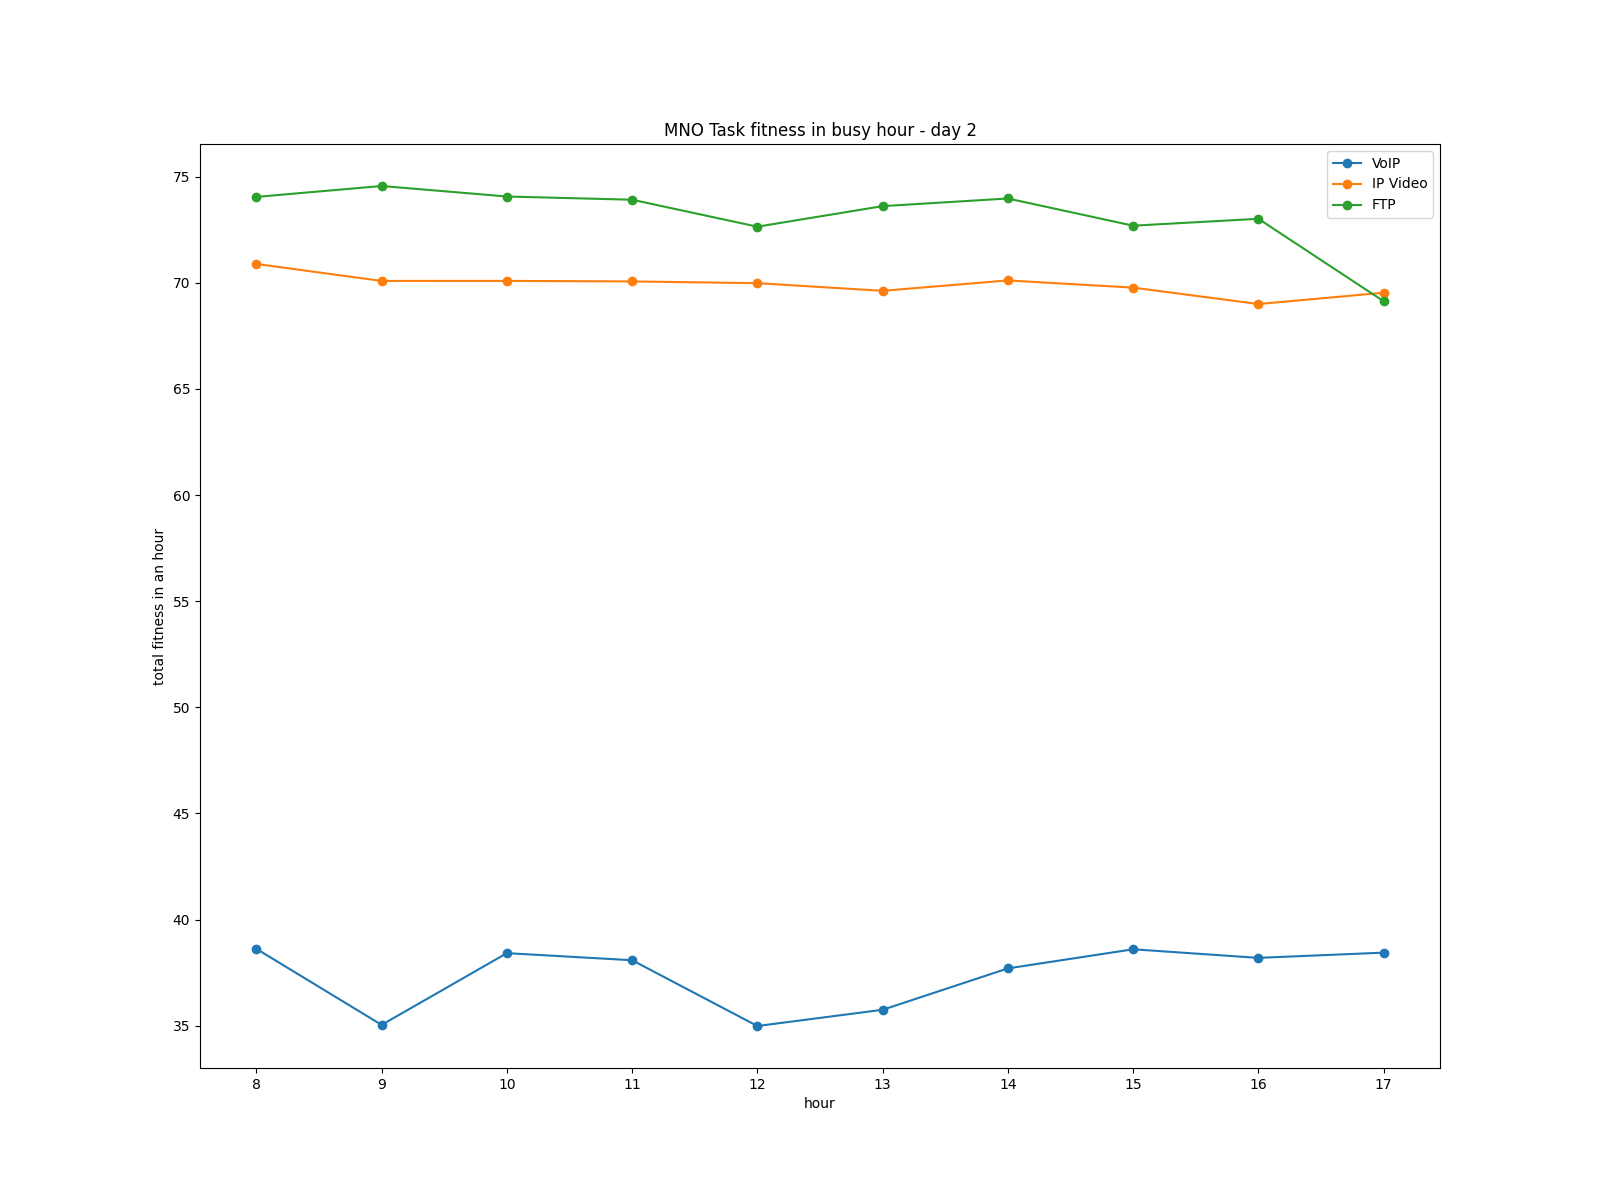 MNO Task fitness in busy hour - day 2
VoIP
IP Video
FTP
75
70
65
60
55
50
45
40
35
total fitness in an hour
8 9 10 11 12 13 14 15 16 17
hour